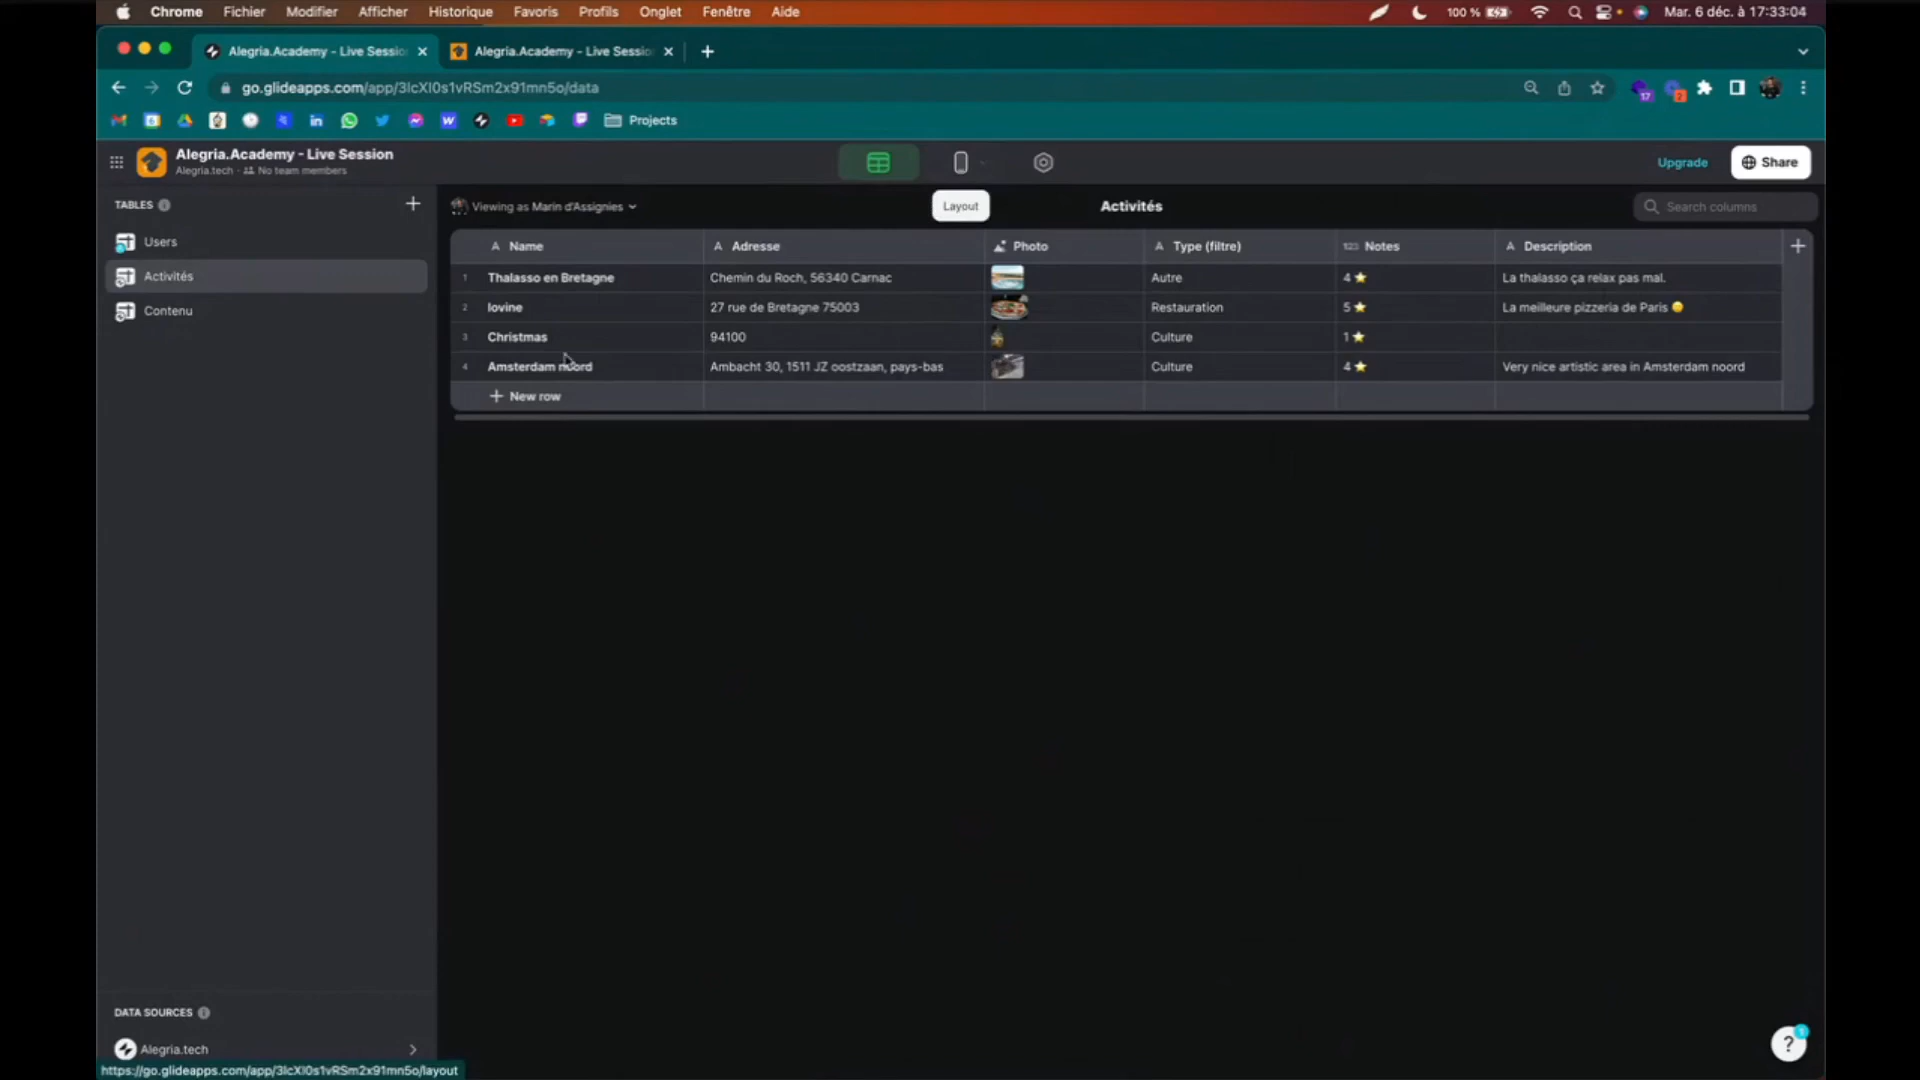 Chrome Fichier Modifier Afficher Historique Favoris Profils Onglet Fenêtre Aide 100 % Mar. 6 déc. à 17:33:04
Alegria.Academy - Live Sessio Alegria.Academy - Live Sessio
go.glideapps.com/app/3lcXl0s1vRSm2x91mn5o/data
Projects
Alegria.Academy - Live Session
Alegria.tech · No team members
Upgrade Share
TABLES
Users
Activités
Contenu
Viewing as Marin d'Assignies Layout Activités Search columns
Name Adresse Photo Type (filtre) Notes Description
1 Thalasso en Bretagne Chemin du Roch, 56340 Carnac Autre 4 La thalasso ça relax pas mal.
2 Iovine 27 rue de Bretagne 75003 Restauration 5 La meilleure pizzeria de Paris
3 Christmas 94100 Culture 1
4 Amsterdam noord Ambacht 30, 1511 JZ oostzaan, pays-bas Culture 4 Very nice artistic area in Amsterdam noord
New row
DATA SOURCES
Alegria.tech
https://go.glideapps.com/app/3lcXl0s1vRSm2x91mn5o/layout